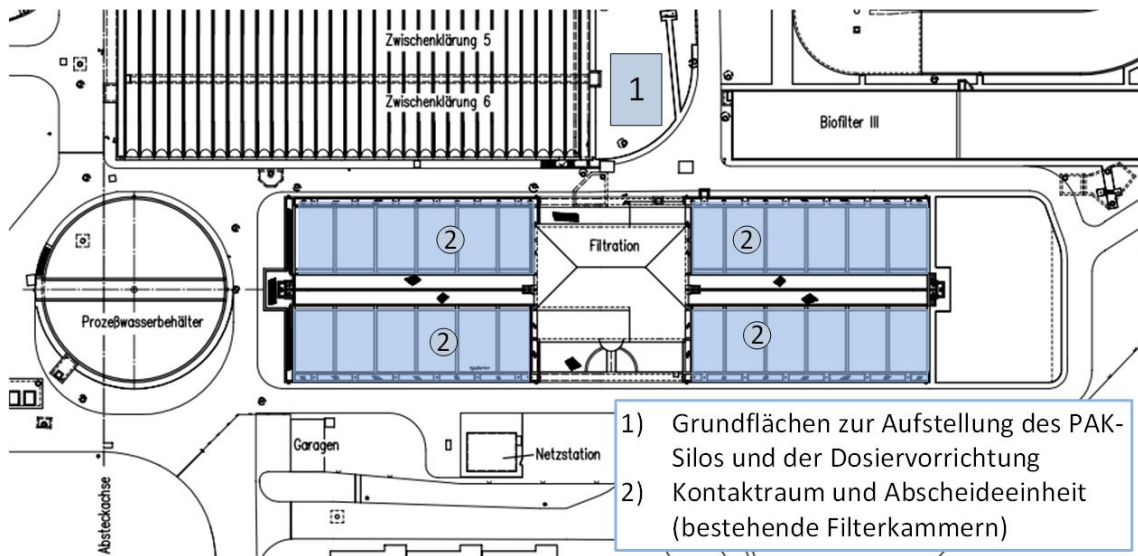 Zwischenklärung 5
1
Zwischenklärung 6
Biofilter III
2
2
Filtration
Prozeßwasserbehälter
2
2
1) Grundflächen zur Aufstellung des PAK-
Silos und der Dosiervorrichtung
2) Kontaktraum und Abscheideeinheit
(bestehende Filterkammern)
Garagen
Netzstation
Absteckachse